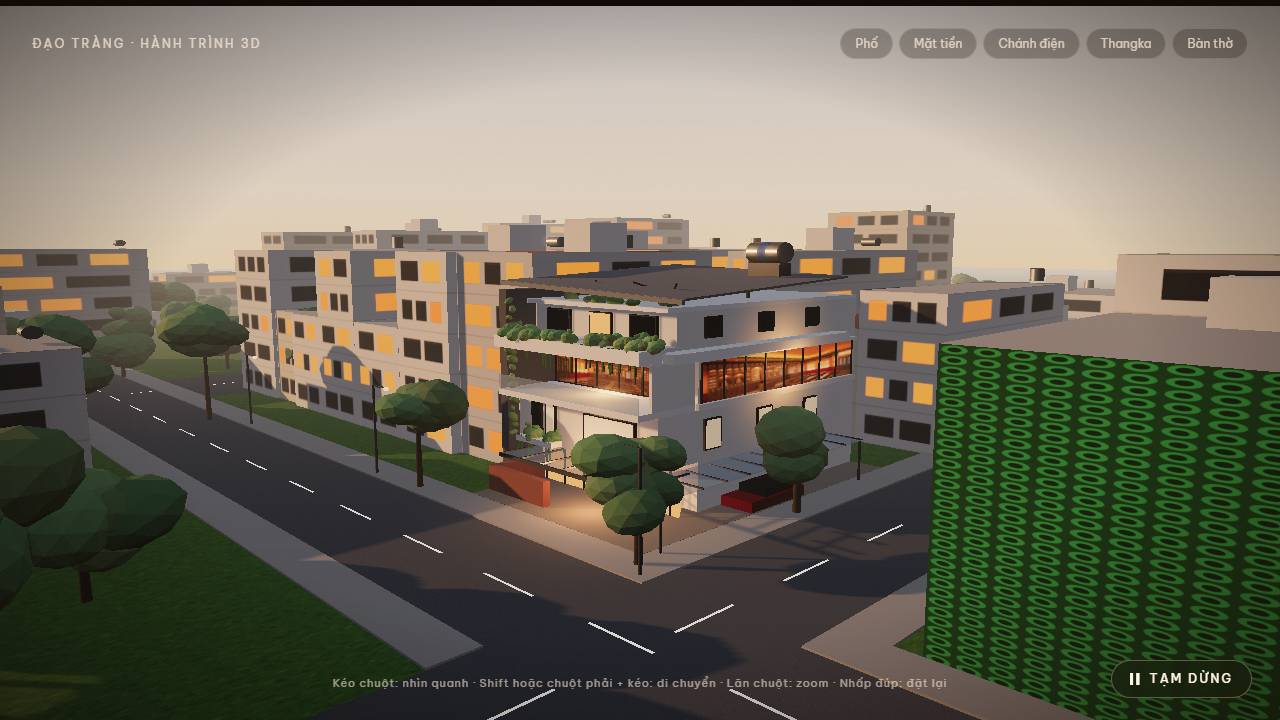 ĐẠO TRÀNG · HÀNH TRÌNH 3D
Phố
Mặt tiền
Chánh điện
Thangka
Bàn thờ
Kéo chuột: nhìn quanh · Shift hoặc chuột phải + kéo: di chuyển · Lăn chuột: zoom · Nhấp đúp: đặt lại
TẠM DỪNG